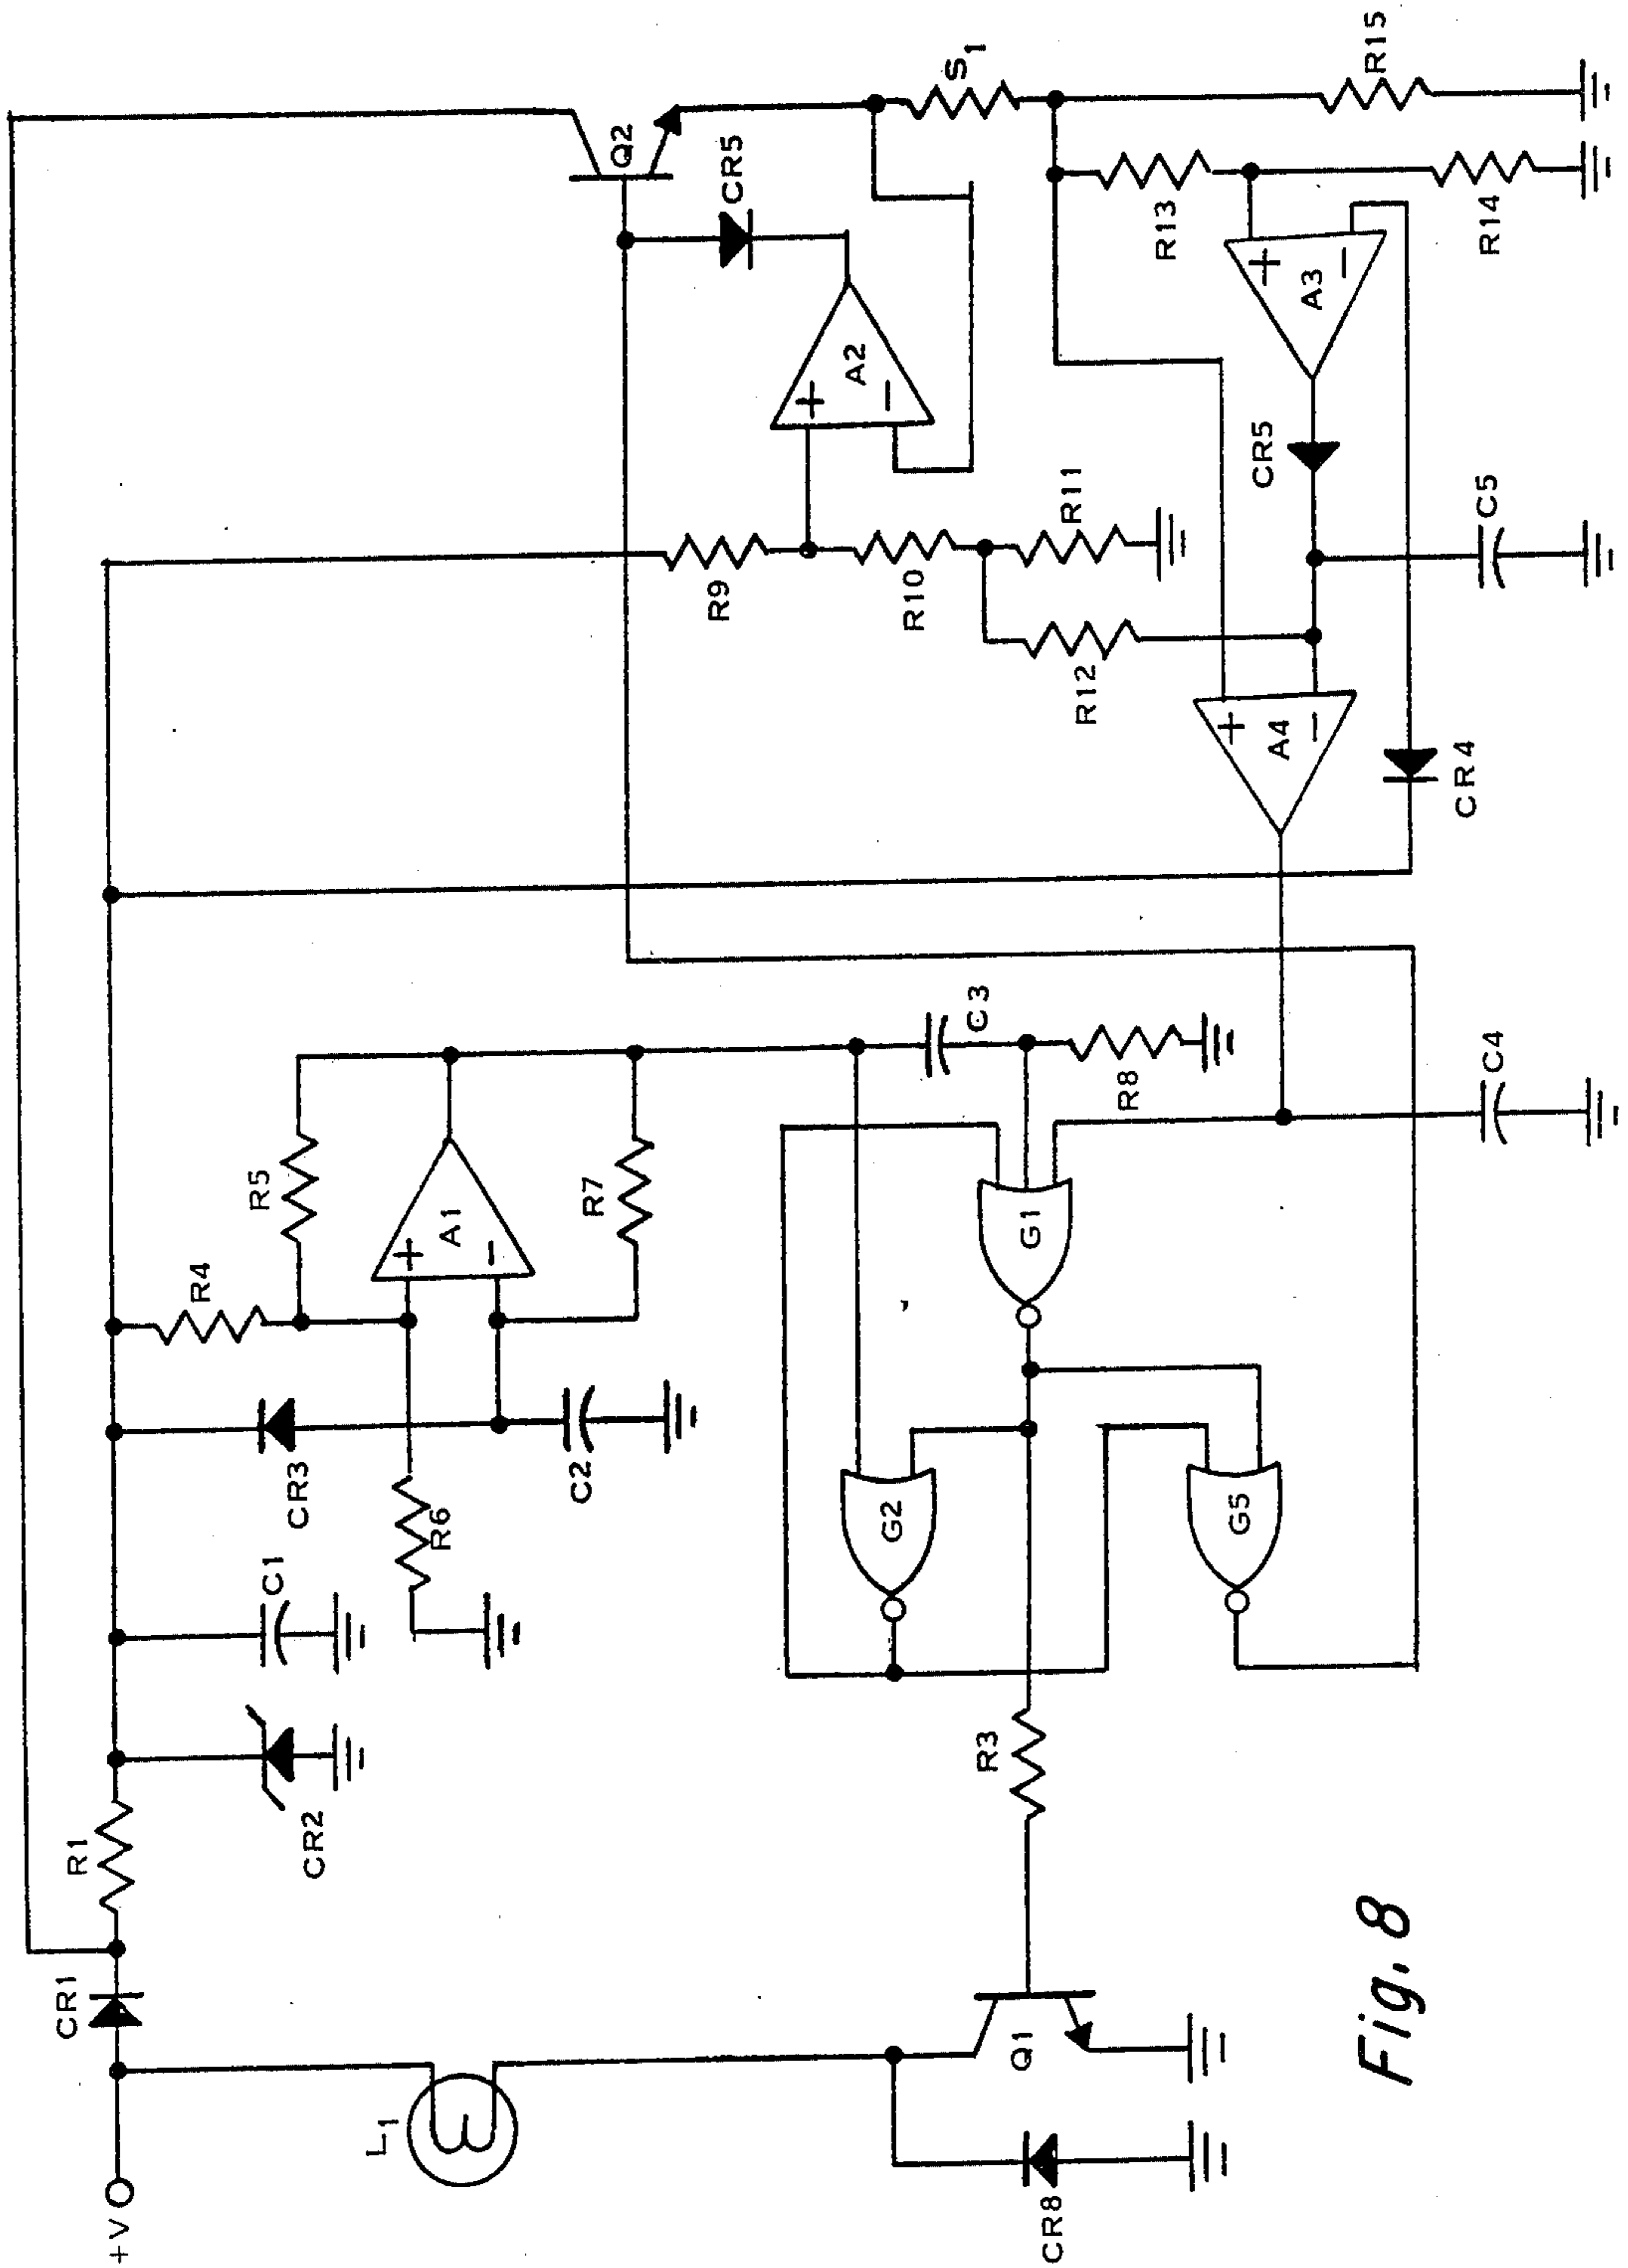 +V
CR1
R1
CR2
C1
CR3
R4
R5
+
A1
−
R6
C2
R7
L1
CR8
Q1
R3
G2
G1
G5
C3
R8
C4
Q2
CR5
+
A2
−
R9
R10
R11
R12
S1
R13
R14
R15
+
A3
−
CR5
C5
+
A4
−
CR4
Fig. 8